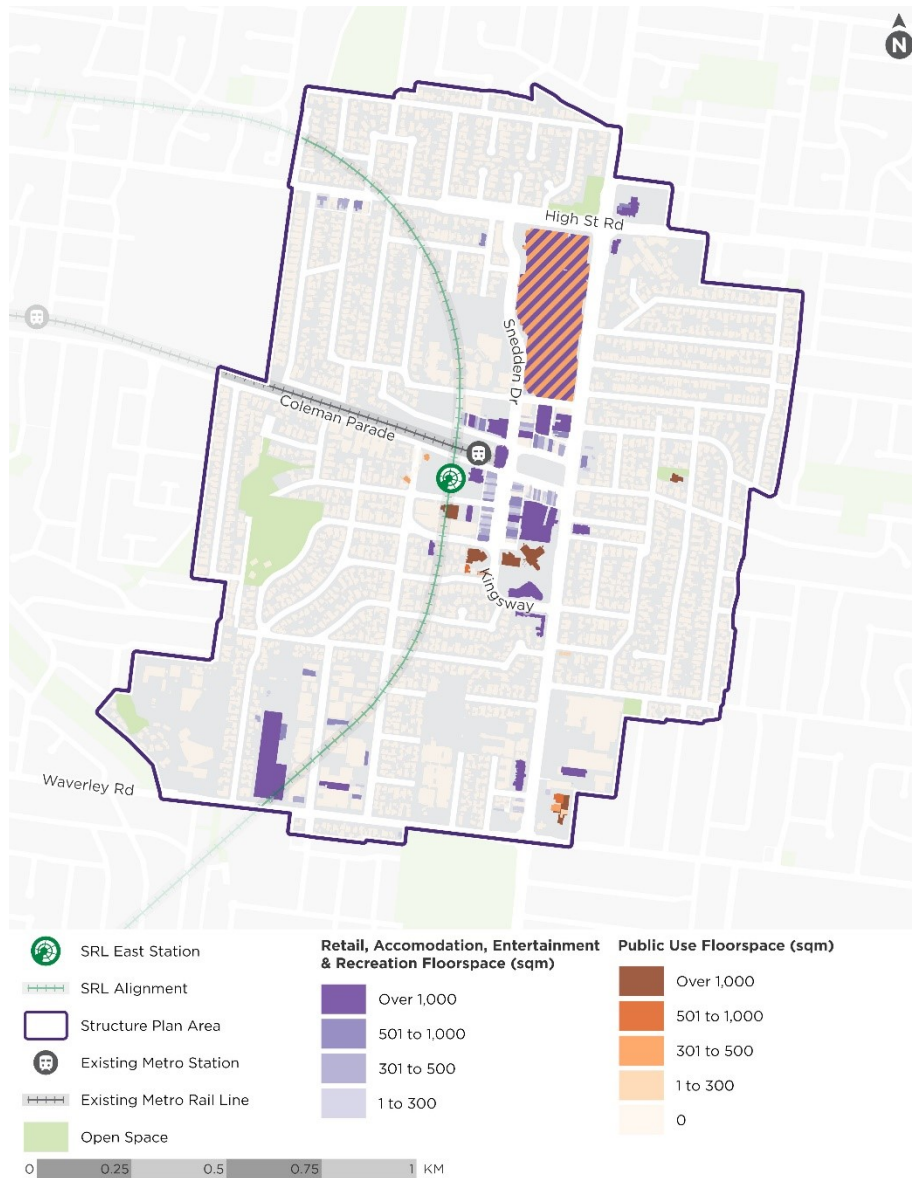 N
High St Rd
Snedden Dr
Coleman Parade
Kingsway
Waverley Rd
SRL East Station
SRL Alignment
Structure Plan Area
Existing Metro Station
Existing Metro Rail Line
Open Space
0 0.25 0.5 0.75 1 KM
Retail, Accomodation, Entertainment
& Recreation Floorspace (sqm)
Over 1,000
501 to 1,000
301 to 500
1 to 300
Public Use Floorspace (sqm)
Over 1,000
501 to 1,000
301 to 500
1 to 300
0